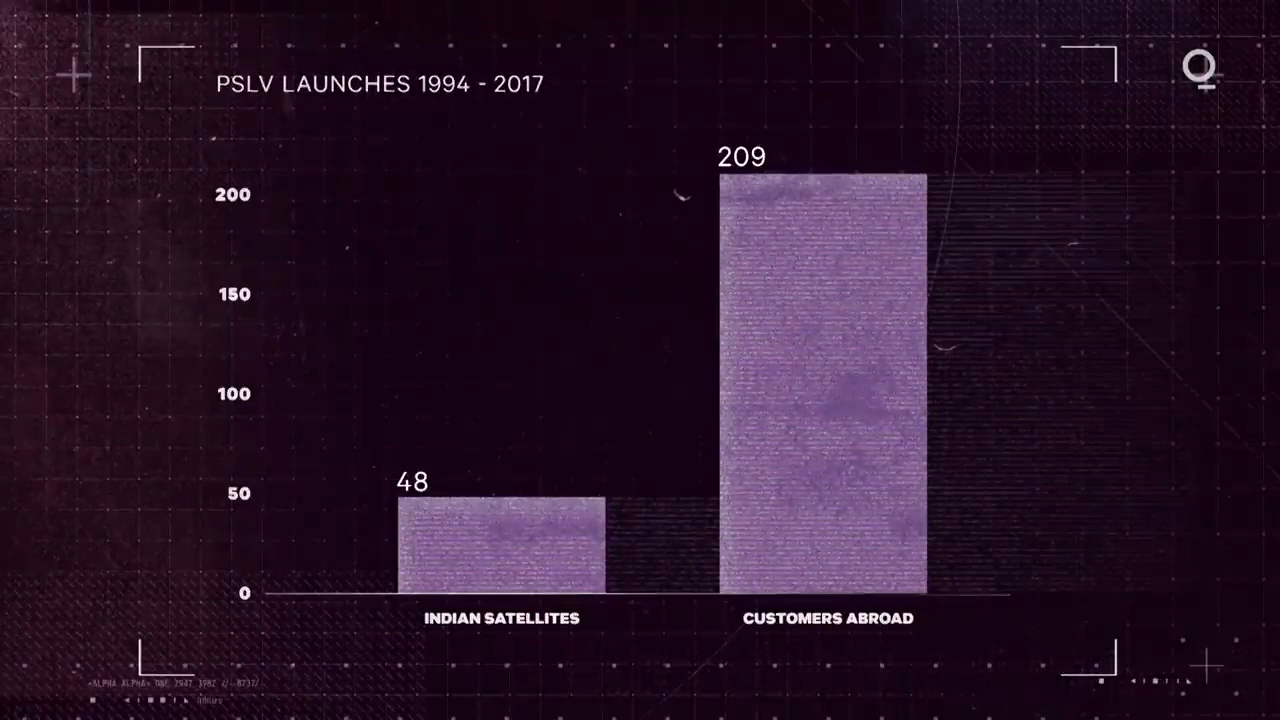 PSLV LAUNCHES 1994 - 2017
209
200
150
100
48
50
0
INDIAN SATELLITES
CUSTOMERS ABROAD